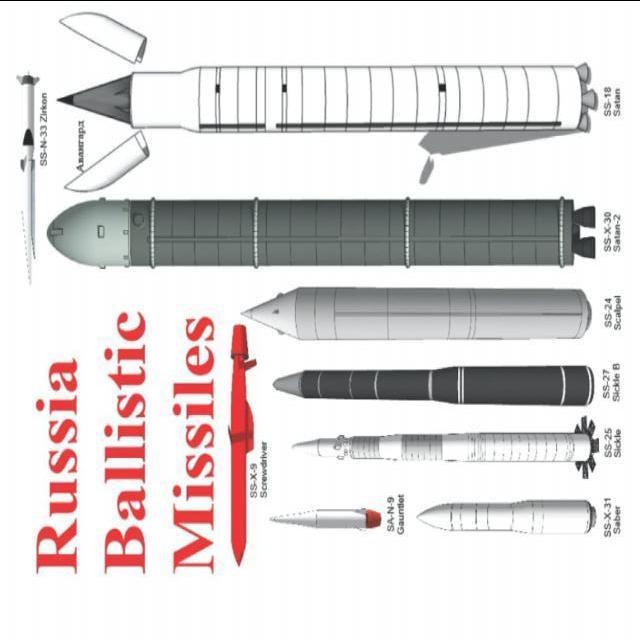 Russia
Ballistic
Missiles
SS-N-33 Zirkon
Авангард
SS-18
Satan
SS-X-30
Satan-2
SS-24
Scalpel
SS-27
Sickle B
SS-25
Sickle
SS-X-31
Saber
SS-X-9
Screwdriver
SA-N-9
Gauntlet